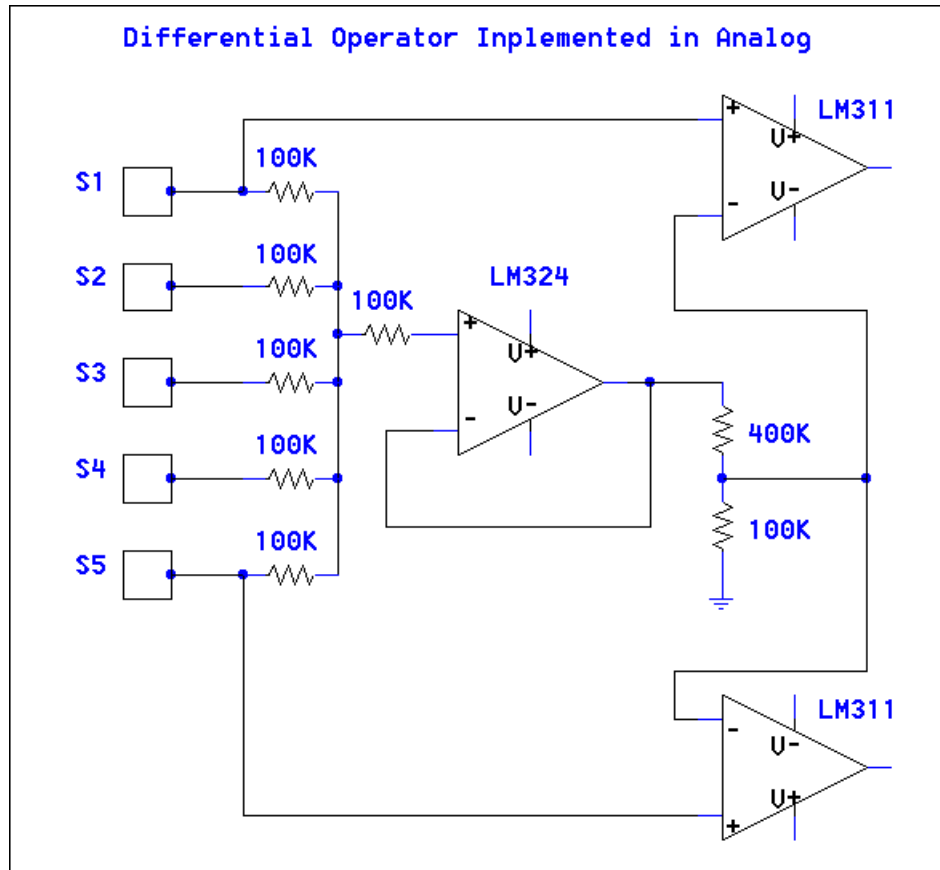 Differential Operator Inplemented in Analog
LM311
+
V+
V-
-
100K
S1
100K
S2
LM324
100K
+
V+
V-
-
100K
S3
400K
100K
S4
100K
100K
S5
LM311
-
V-
V+
+